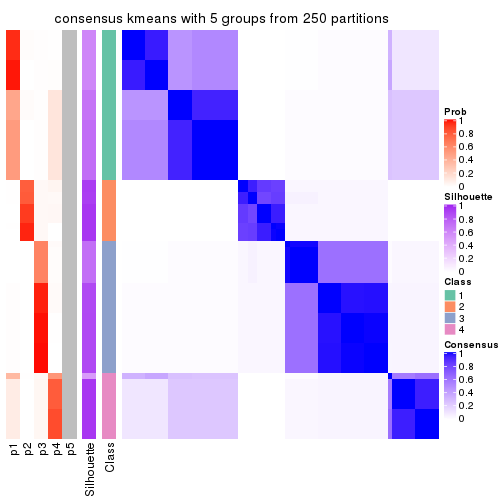 consensus kmeans with 5 groups from 250 partitions
Prob
1
0.8
0.6
0.4
0.2
0
Silhouette
1
0.8
0.6
0.4
0.2
0
Class
1
2
3
4
Consensus
1
0.8
0.6
0.4
0.2
0
p1
p2
p3
p4
p5
Silhouette
Class